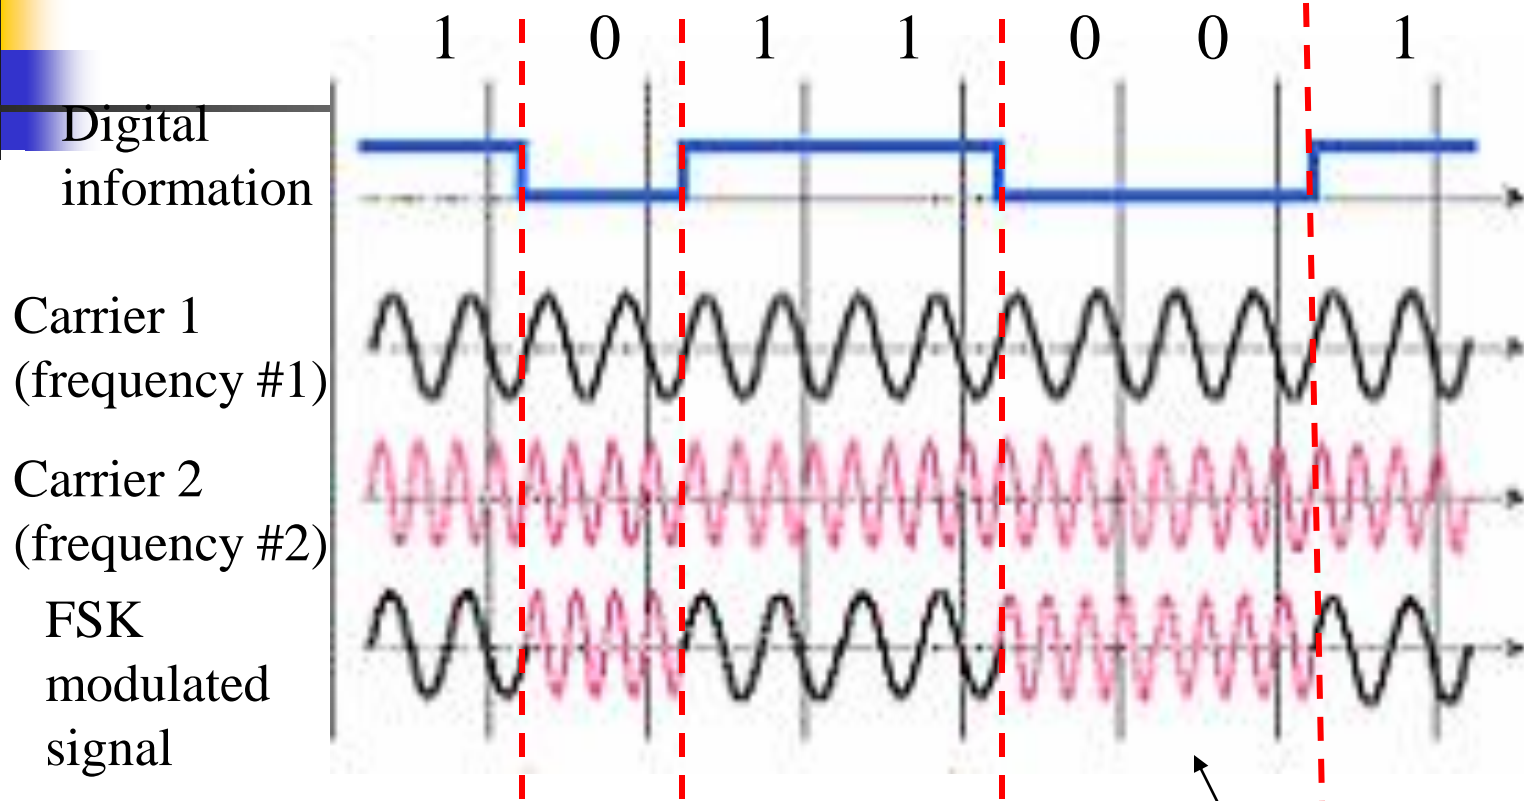 1 0 1 1 0 0 1
Digital
information
Carrier 1
(frequency #1)
Carrier 2
(frequency #2)
FSK
modulated
signal